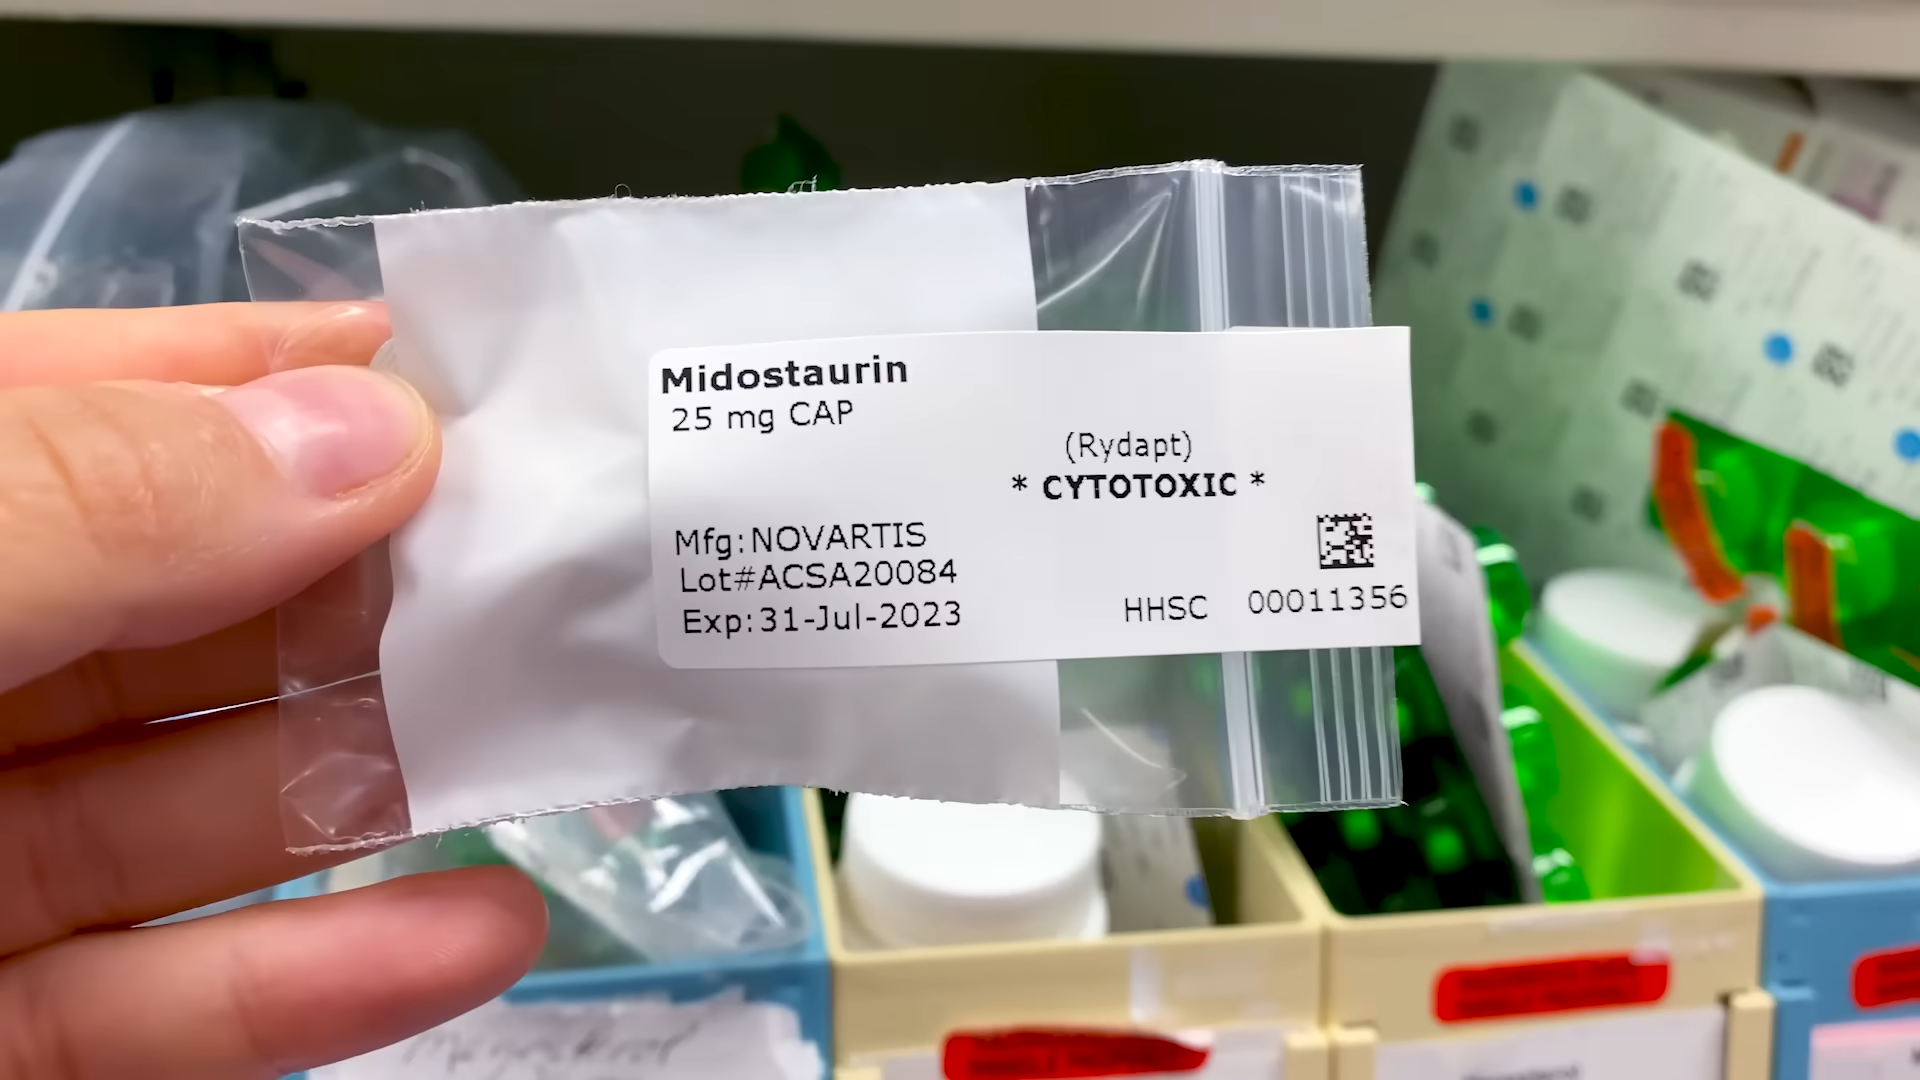 Midostaurin
25 mg CAP
(Rydapt)
* CYTOTOXIC *
Mfg:NOVARTIS
Lot#ACSA20084
Exp:31-Jul-2023
HHSC 00011356